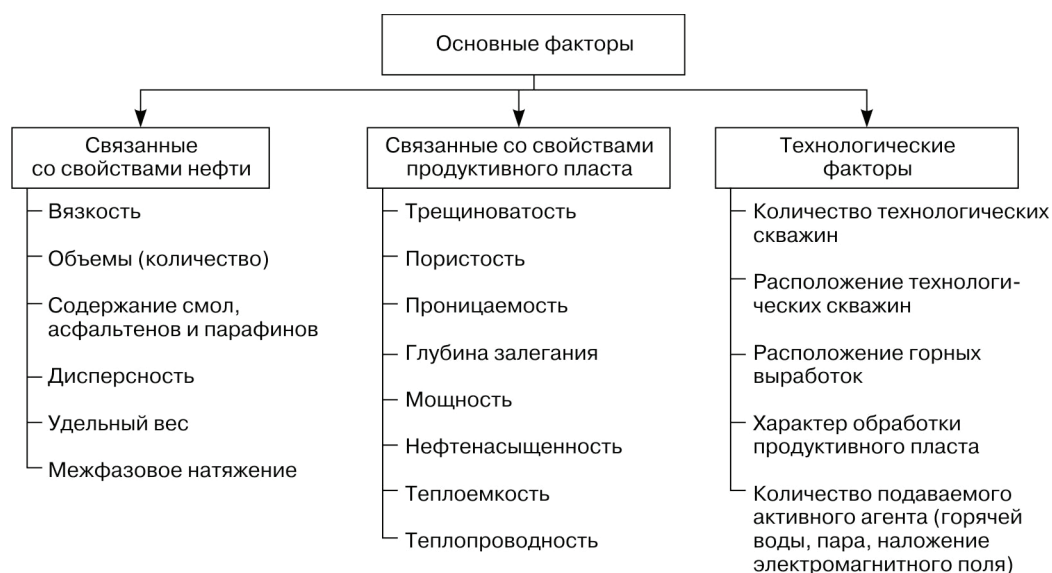 Основные факторы
Связанные
со свойствами нефти
Вязкость
Объемы (количество)
Содержание смол,
асфальтенов и парафинов
Дисперсность
Удельный вес
Межфазовое натяжение
Связанные со свойствами
продуктивного пласта
Трещиноватость
Пористость
Проницаемость
Глубина залегания
Мощность
Нефтенасыщенность
Теплоемкость
Теплопроводность
Технологические
факторы
Количество технологических
скважин
Расположение технологи-
ческих скважин
Расположение горных
выработок
Характер обработки
продуктивного пласта
Количество подаваемого
активного агента (горячей
воды, пара, наложение
электромагнитного поля)